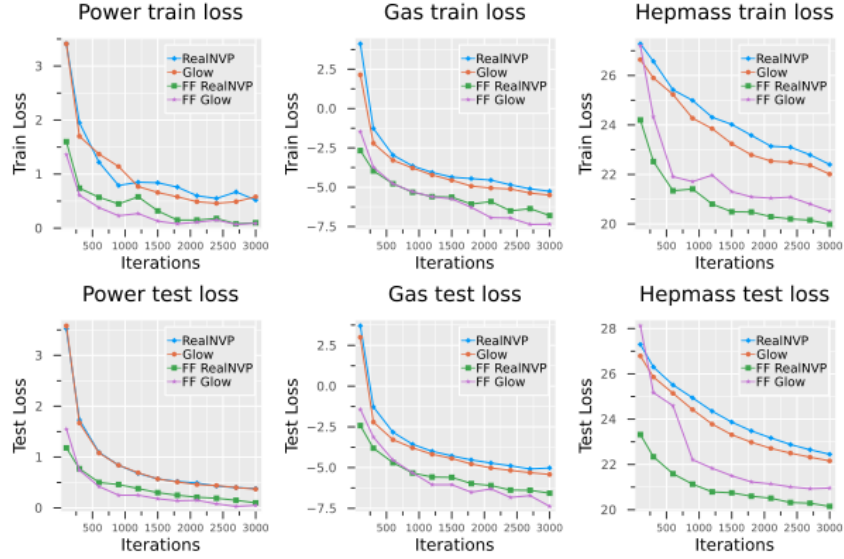 Power train loss
Train Loss
3
2
1
0
RealNVP
Glow
FF RealNVP
FF Glow
500 1000 1500 2000 2500 3000
Iterations
Gas train loss
Train Loss
2.5
0.0
−2.5
−5.0
−7.5
RealNVP
Glow
FF RealNVP
FF Glow
500 1000 1500 2000 2500 3000
Iterations
Hepmass train loss
Train Loss
26
24
22
20
RealNVP
Glow
FF RealNVP
FF Glow
500 1000 1500 2000 2500 3000
Iterations
Power test loss
Test Loss
3
2
1
0
RealNVP
Glow
FF RealNVP
FF Glow
500 1000 1500 2000 2500 3000
Iterations
Gas test loss
Test Loss
2.5
0.0
−2.5
−5.0
−7.5
RealNVP
Glow
FF RealNVP
FF Glow
500 1000 1500 2000 2500 3000
Iterations
Hepmass test loss
Test Loss
28
26
24
22
20
RealNVP
Glow
FF RealNVP
FF Glow
500 1000 1500 2000 2500 3000
Iterations